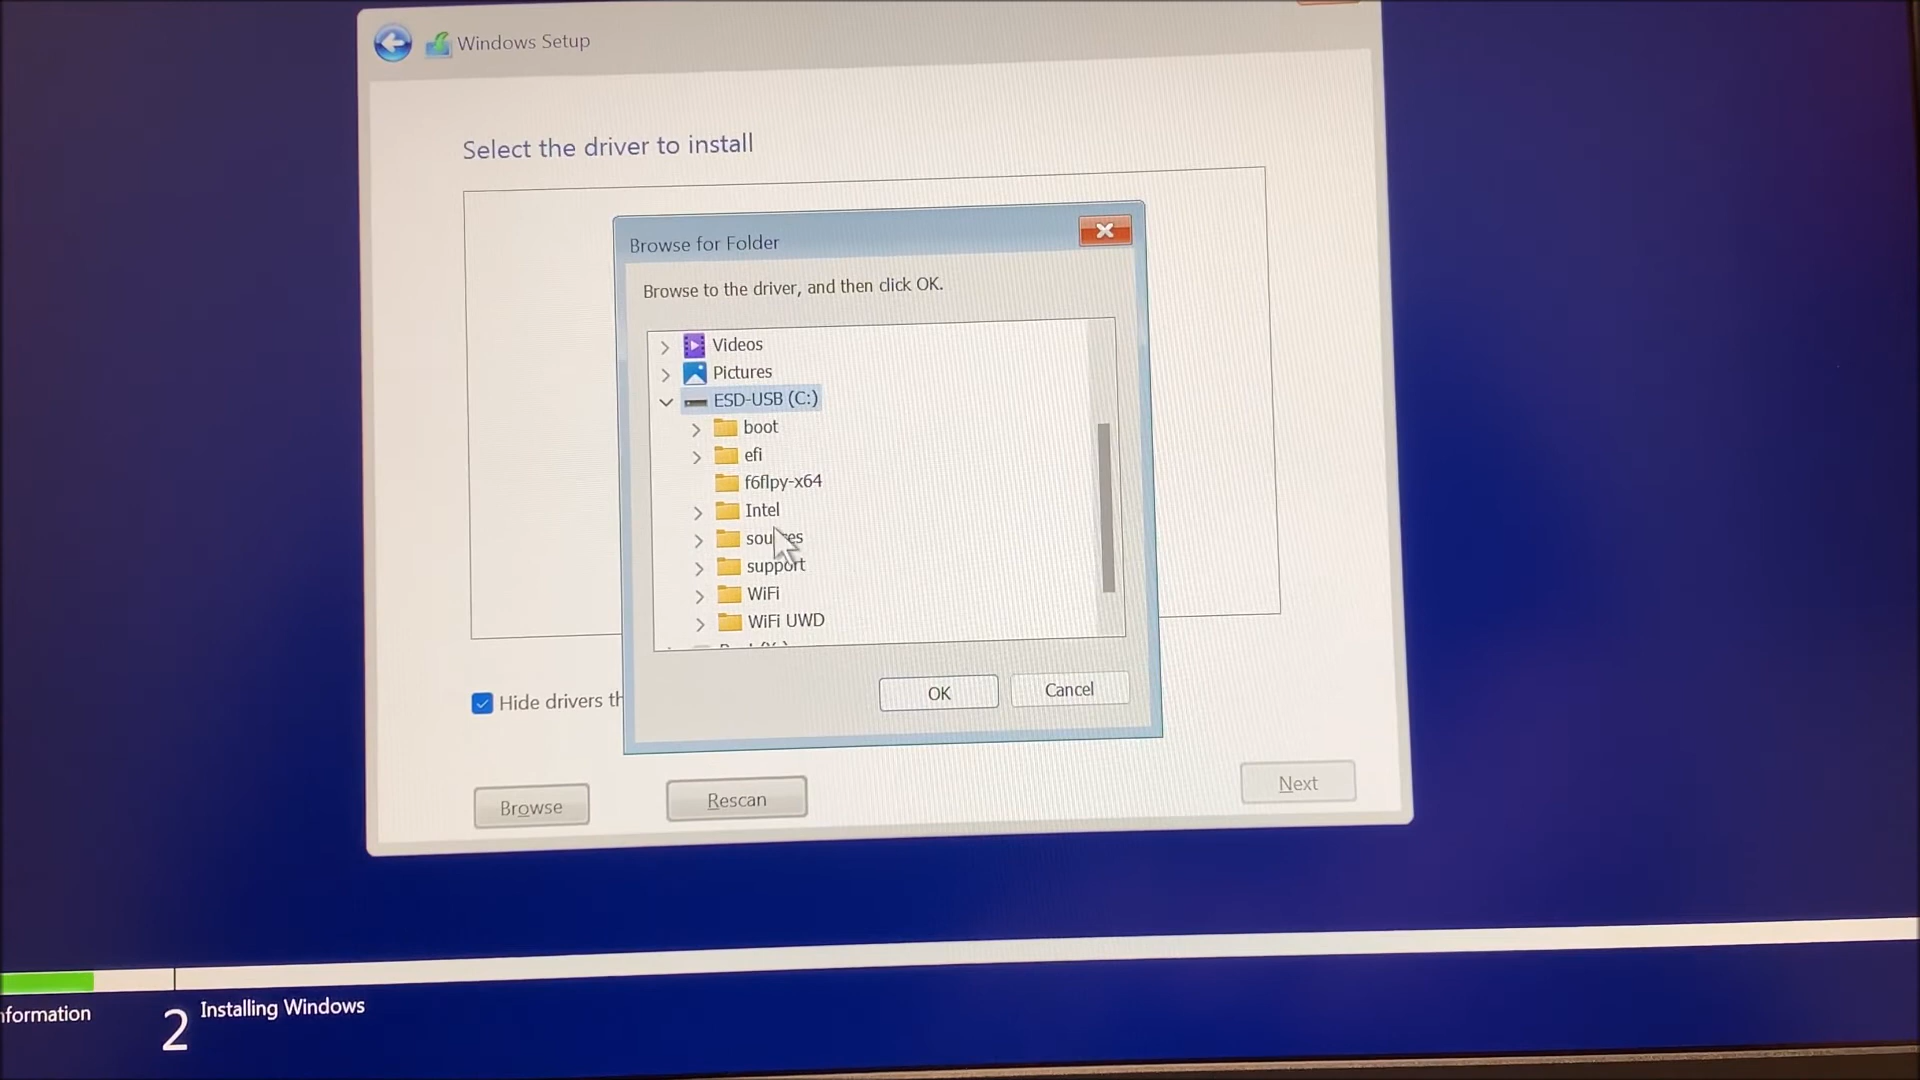 Windows Setup
Select the driver to install
Browse for Folder
Browse to the driver, and then click OK.
Videos
Pictures
ESD-USB (C:)
boot
efi
f6flpy-x64
Intel
sources
support
WiFi
WiFi UWD
OK
Cancel
Hide drivers th
Browse
Rescan
Next
nformation
2
Installing Windows